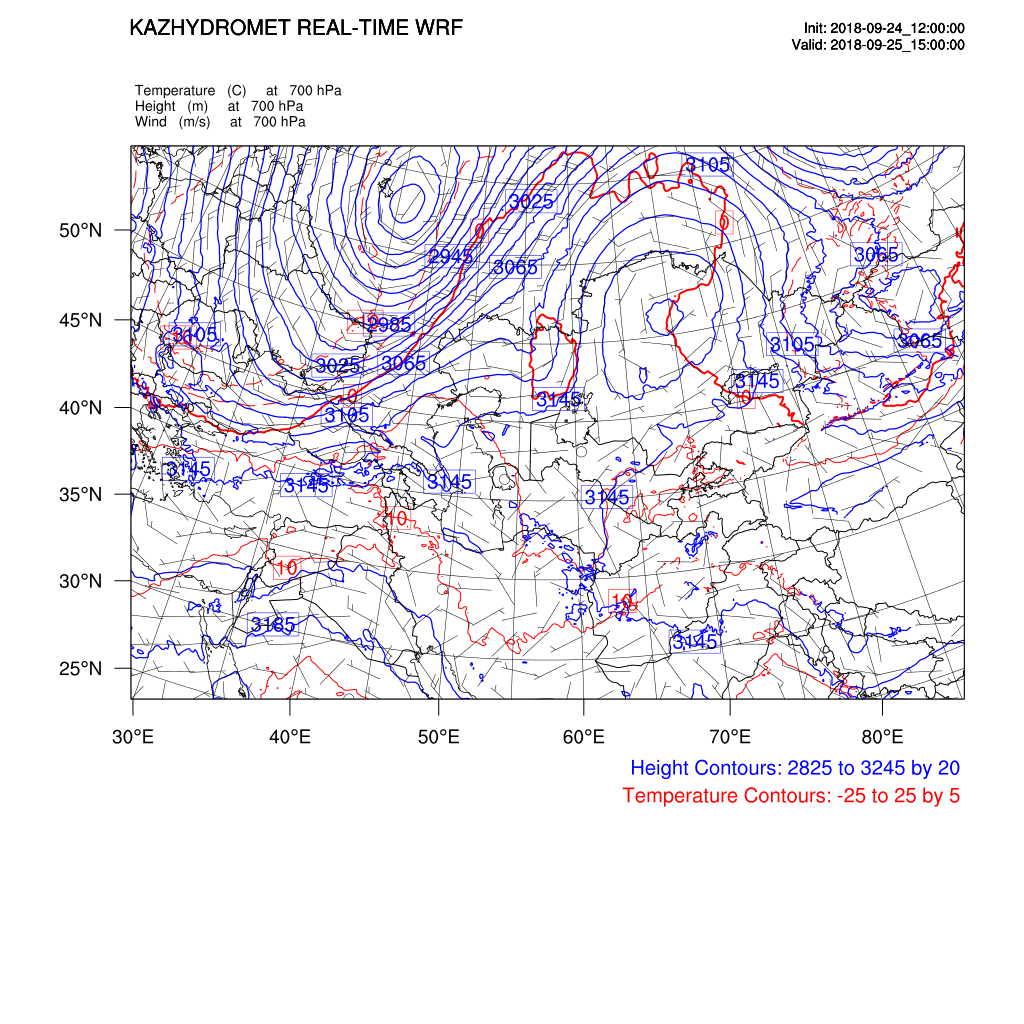 KAZHYDROMET REAL-TIME WRF
Init: 2018-09-24_12:00:00
Valid: 2018-09-25_15:00:00
Temperature (C) at 700 hPa
Height (m) at 700 hPa
Wind (m/s) at 700 hPa
3105
3025
0
0
50°N
2945
3065
3065
45°N
2985
3105
3105
3065
3025
3065
3145
0
0
3145
40°N
3105
3145
3145
3145
35°N
3145
10
10
30°N
10
3185
3145
25°N
30°E
40°E
50°E
60°E
70°E
80°E
Height Contours: 2825 to 3245 by 20
Temperature Contours: -25 to 25 by 5